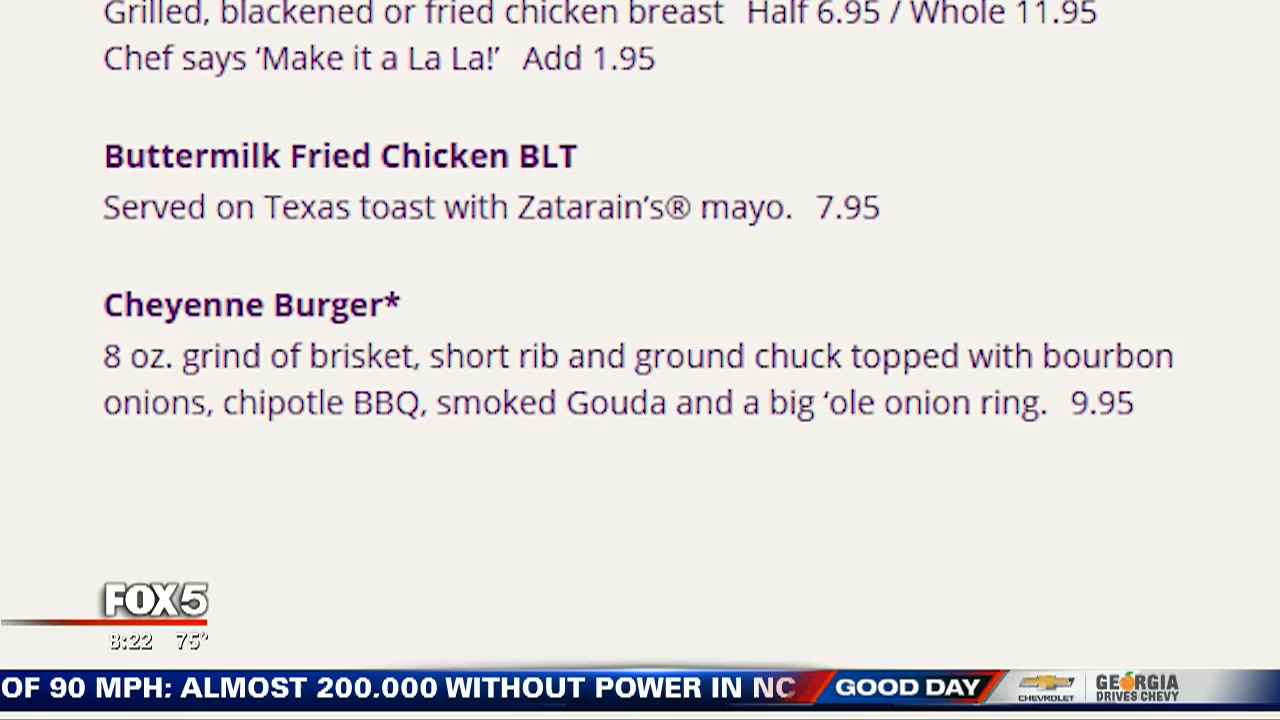 Grilled, blackened or fried chicken breast Half 6.95 / Whole 11.95
Chef says ‘Make it a La La!’ Add 1.95
Buttermilk Fried Chicken BLT
Served on Texas toast with Zatarain’s® mayo. 7.95
Cheyenne Burger*
8 oz. grind of brisket, short rib and ground chuck topped with bourbon
onions, chipotle BBQ, smoked Gouda and a big ‘ole onion ring. 9.95
FOX 5
8:22 75°
OF 90 MPH: ALMOST 200.000 WITHOUT POWER IN NC
GOOD DAY
CHEVROLET
GEORGIA
DRIVES CHEVY